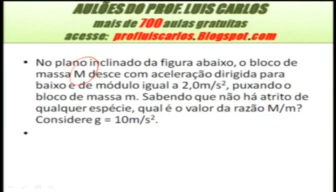 AULÕES DO PROF. LUIS CARLOS
mais de 700 aulas gratuitas
acesse: profluiscarlos.Blogspot.com
No plano inclinado da figura abaixo, o bloco de
massa M desce com aceleração dirigida para
baixo e de módulo igual a 2,0m/s², puxando o
bloco de massa m. Sabendo que não há atrito de
qualquer espécie, qual é o valor da razão M/m?
Considere g = 10m/s².